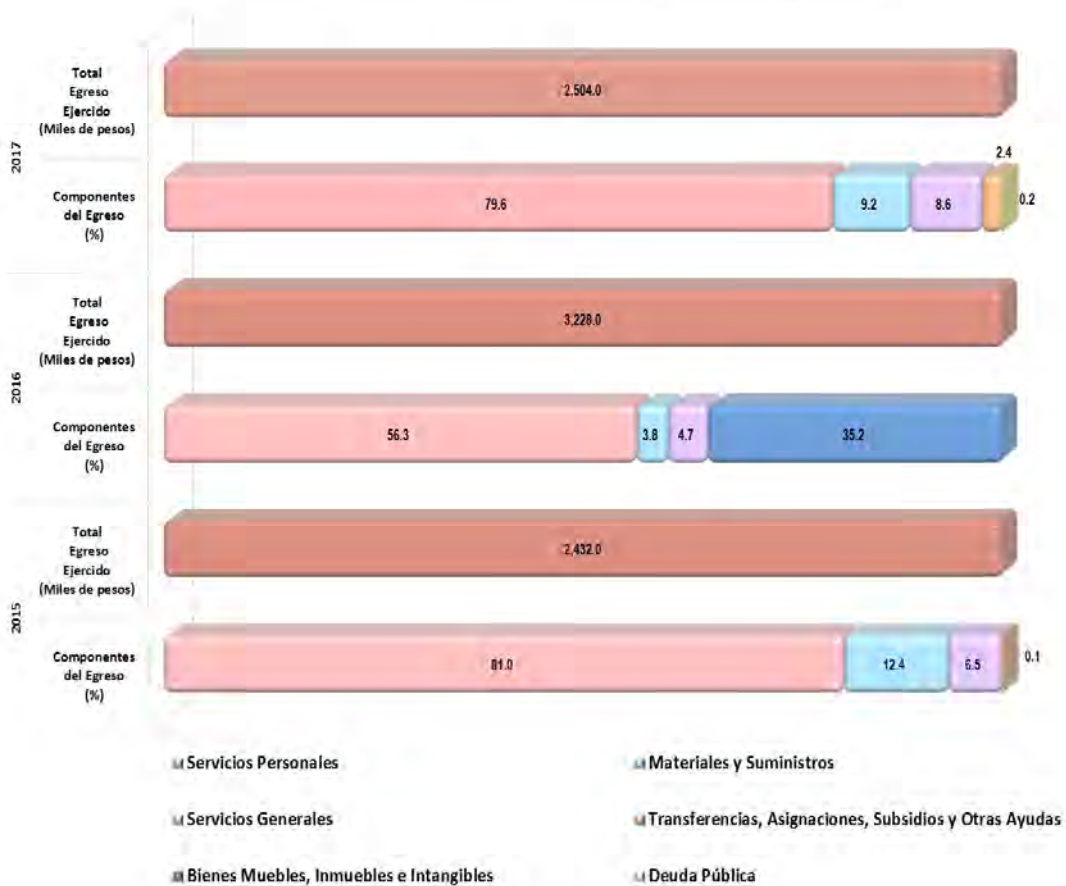 2017
Total
Egreso
Ejercido
(Miles de pesos)
2.504.0
Componentes
del Egreso
(%)
79.6
9.2
8.6
2.4
0.2
2016
Total
Egreso
Ejercido
(Miles de pesos)
3,228.0
Componentes
del Egreso
(%)
56.3
3.8
4.7
35.2
2015
Total
Egreso
Ejercido
(Miles de pesos)
2,432.0
Componentes
del Egreso
(%)
81.0
12.4
6.5
0.1
Servicios Personales
Materiales y Suministros
Servicios Generales
Transferencias, Asignaciones, Subsidios y Otras Ayudas
Bienes Muebles, Inmuebles e Intangibles
Deuda Pública